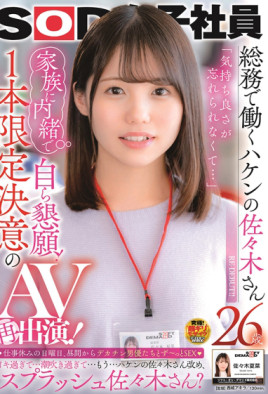 SOD女子社員
総務で働くハケンの佐々木さん
26歳
「気持ち良さが
忘れられなくて…」
家族に内緒で
自ら懇願!
1本限定決意の
AV
再出演!
仕事休みの日曜日、昼間からデカチン男優たちとず〜っとSEX
イキ過ぎて潮吹き過ぎて…もう…ハケンの佐々木さん改め、
スプラッシュ佐々木さん?
佐々木夏菜